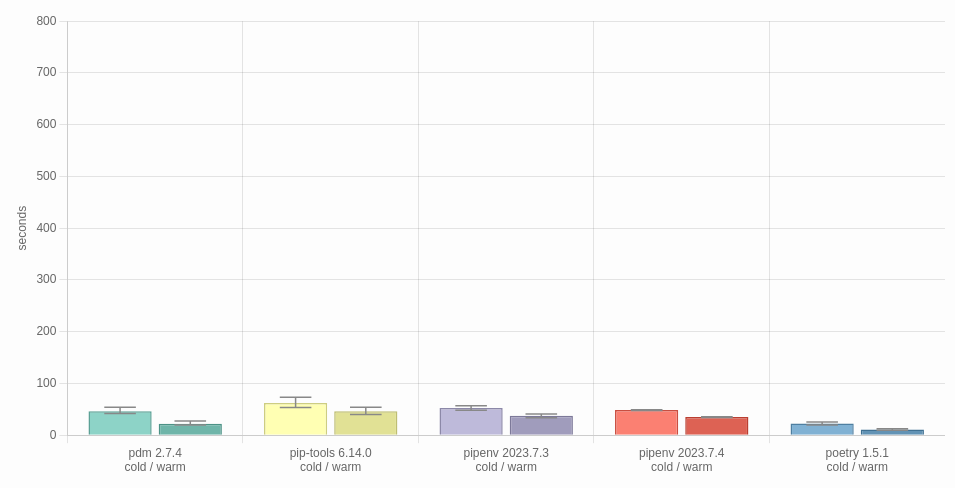 800
700
600
500
400
300
200
100
0
seconds
pdm 2.7.4
cold / warm
pip-tools 6.14.0
cold / warm
pipenv 2023.7.3
cold / warm
pipenv 2023.7.4
cold / warm
poetry 1.5.1
cold / warm